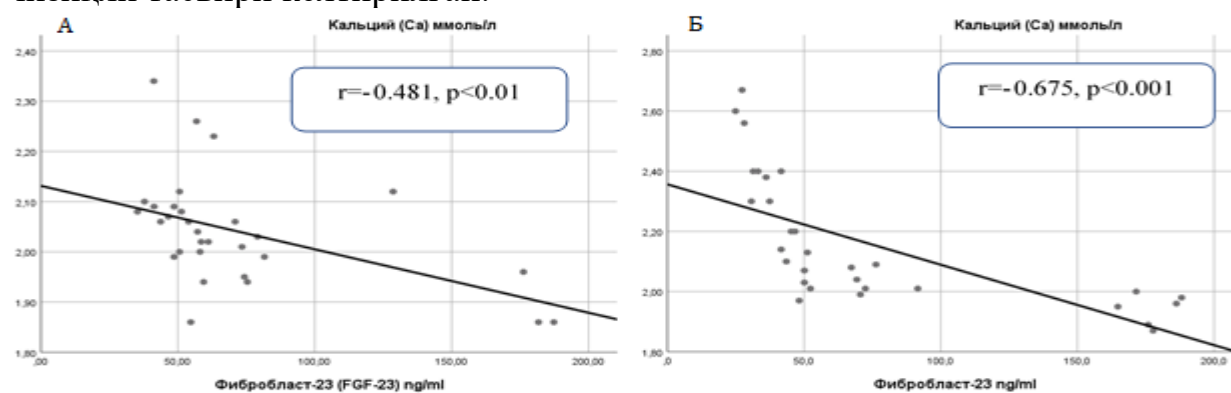 А
Кальций (Ca) ммоль/л
r=-0.481, p<0.01
2,40
2,30
2,20
2,10
2,00
1,90
1,80
,00 50,00 100,00 150,00 200,00
Фибробласт-23 (FGF-23) ng/ml
Б
Кальций (Ca) ммоль/л
r=-0.675, p<0.001
2,80
2,60
2,40
2,20
2,00
1,80
,0 50,0 100,0 150,0 200,0
Фибробласт-23 ng/ml